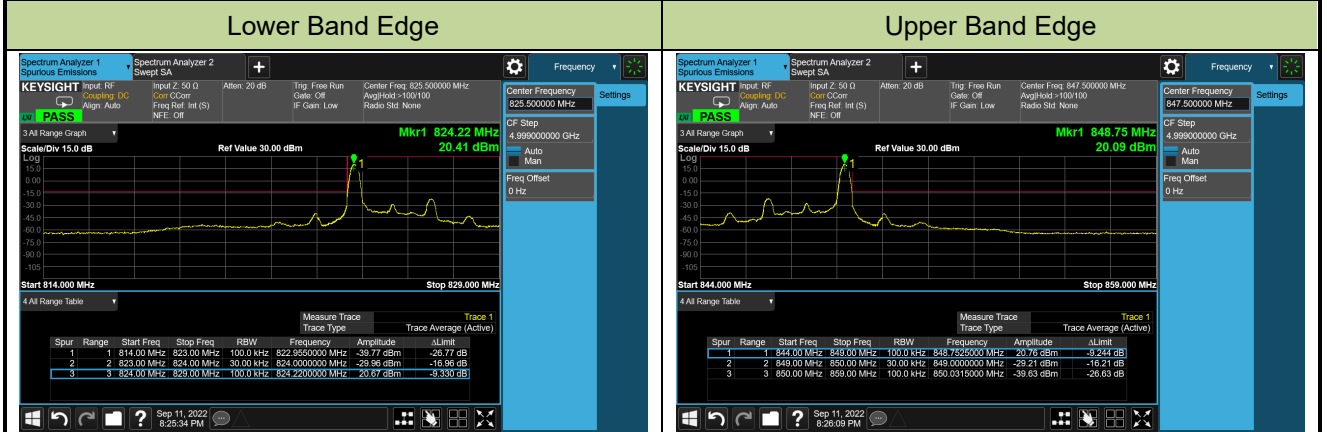 Lower Band Edge
Spectrum Analyzer 1
Spurious Emissions
Spectrum Analyzer 2
Swept SA
Frequency
KEYSIGHT
Input: RF
Coupling: DC
Align: Auto
Input Z: 50 Ω
Corr CCorr
Freq Ref: Int (S)
NFE: Off
Atten: 20 dB
Trig: Free Run
Gate: Off
IF Gain: Low
Center Freq: 825.500000 MHz
Avg|Hold:>100/100
Radio Std: None
PASS
Center Frequency
825.500000 MHz
Settings
CF Step
4.999000000 GHz
Auto
Man
Freq Offset
0 Hz
3 All Range Graph
Mkr1 824.22 MHz
Scale/Div 15.0 dB
Ref Value 30.00 dBm
20.41 dBm
Log
15.0
0.00
-15.0
-30.0
-45.0
-60.0
-75.0
-90.0
-105
1
Start 814.000 MHz
Stop 829.000 MHz
4 All Range Table
Measure Trace Trace 1
Trace Type Trace Average (Active)
Spur Range Start Freq Stop Freq RBW Frequency Amplitude ΔLimit
1 1 814.00 MHz 823.00 MHz 100.0 kHz 822.9550000 MHz -39.77 dBm -26.77 dB
2 2 823.00 MHz 824.00 MHz 30.00 kHz 824.0000000 MHz -29.96 dBm -16.96 dB
3 3 824.00 MHz 829.00 MHz 100.0 kHz 824.2200000 MHz 20.67 dBm -9.330 dB
?
Sep 11, 2022
8:25:34 PM
Upper Band Edge
Spectrum Analyzer 1
Spurious Emissions
Spectrum Analyzer 2
Swept SA
Frequency
KEYSIGHT
Input: RF
Coupling: DC
Align: Auto
Input Z: 50 Ω
Corr CCorr
Freq Ref: Int (S)
NFE: Off
Atten: 20 dB
Trig: Free Run
Gate: Off
IF Gain: Low
Center Freq: 847.500000 MHz
Avg|Hold:>100/100
Radio Std: None
PASS
Center Frequency
847.500000 MHz
Settings
CF Step
4.999000000 GHz
Auto
Man
Freq Offset
0 Hz
3 All Range Graph
Mkr1 848.75 MHz
Scale/Div 15.0 dB
Ref Value 30.00 dBm
20.09 dBm
Log
15.0
0.00
-15.0
-30.0
-45.0
-60.0
-75.0
-90.0
-105
1
Start 844.000 MHz
Stop 859.000 MHz
4 All Range Table
Measure Trace Trace 1
Trace Type Trace Average (Active)
Spur Range Start Freq Stop Freq RBW Frequency Amplitude ΔLimit
1 1 844.00 MHz 849.00 MHz 100.0 kHz 848.7525000 MHz 20.76 dBm -9.244 dB
2 2 849.00 MHz 850.00 MHz 30.00 kHz 849.0000000 MHz -29.21 dBm -16.21 dB
3 3 850.00 MHz 859.00 MHz 100.0 kHz 850.0315000 MHz -39.63 dBm -26.63 dB
?
Sep 11, 2022
8:26:09 PM